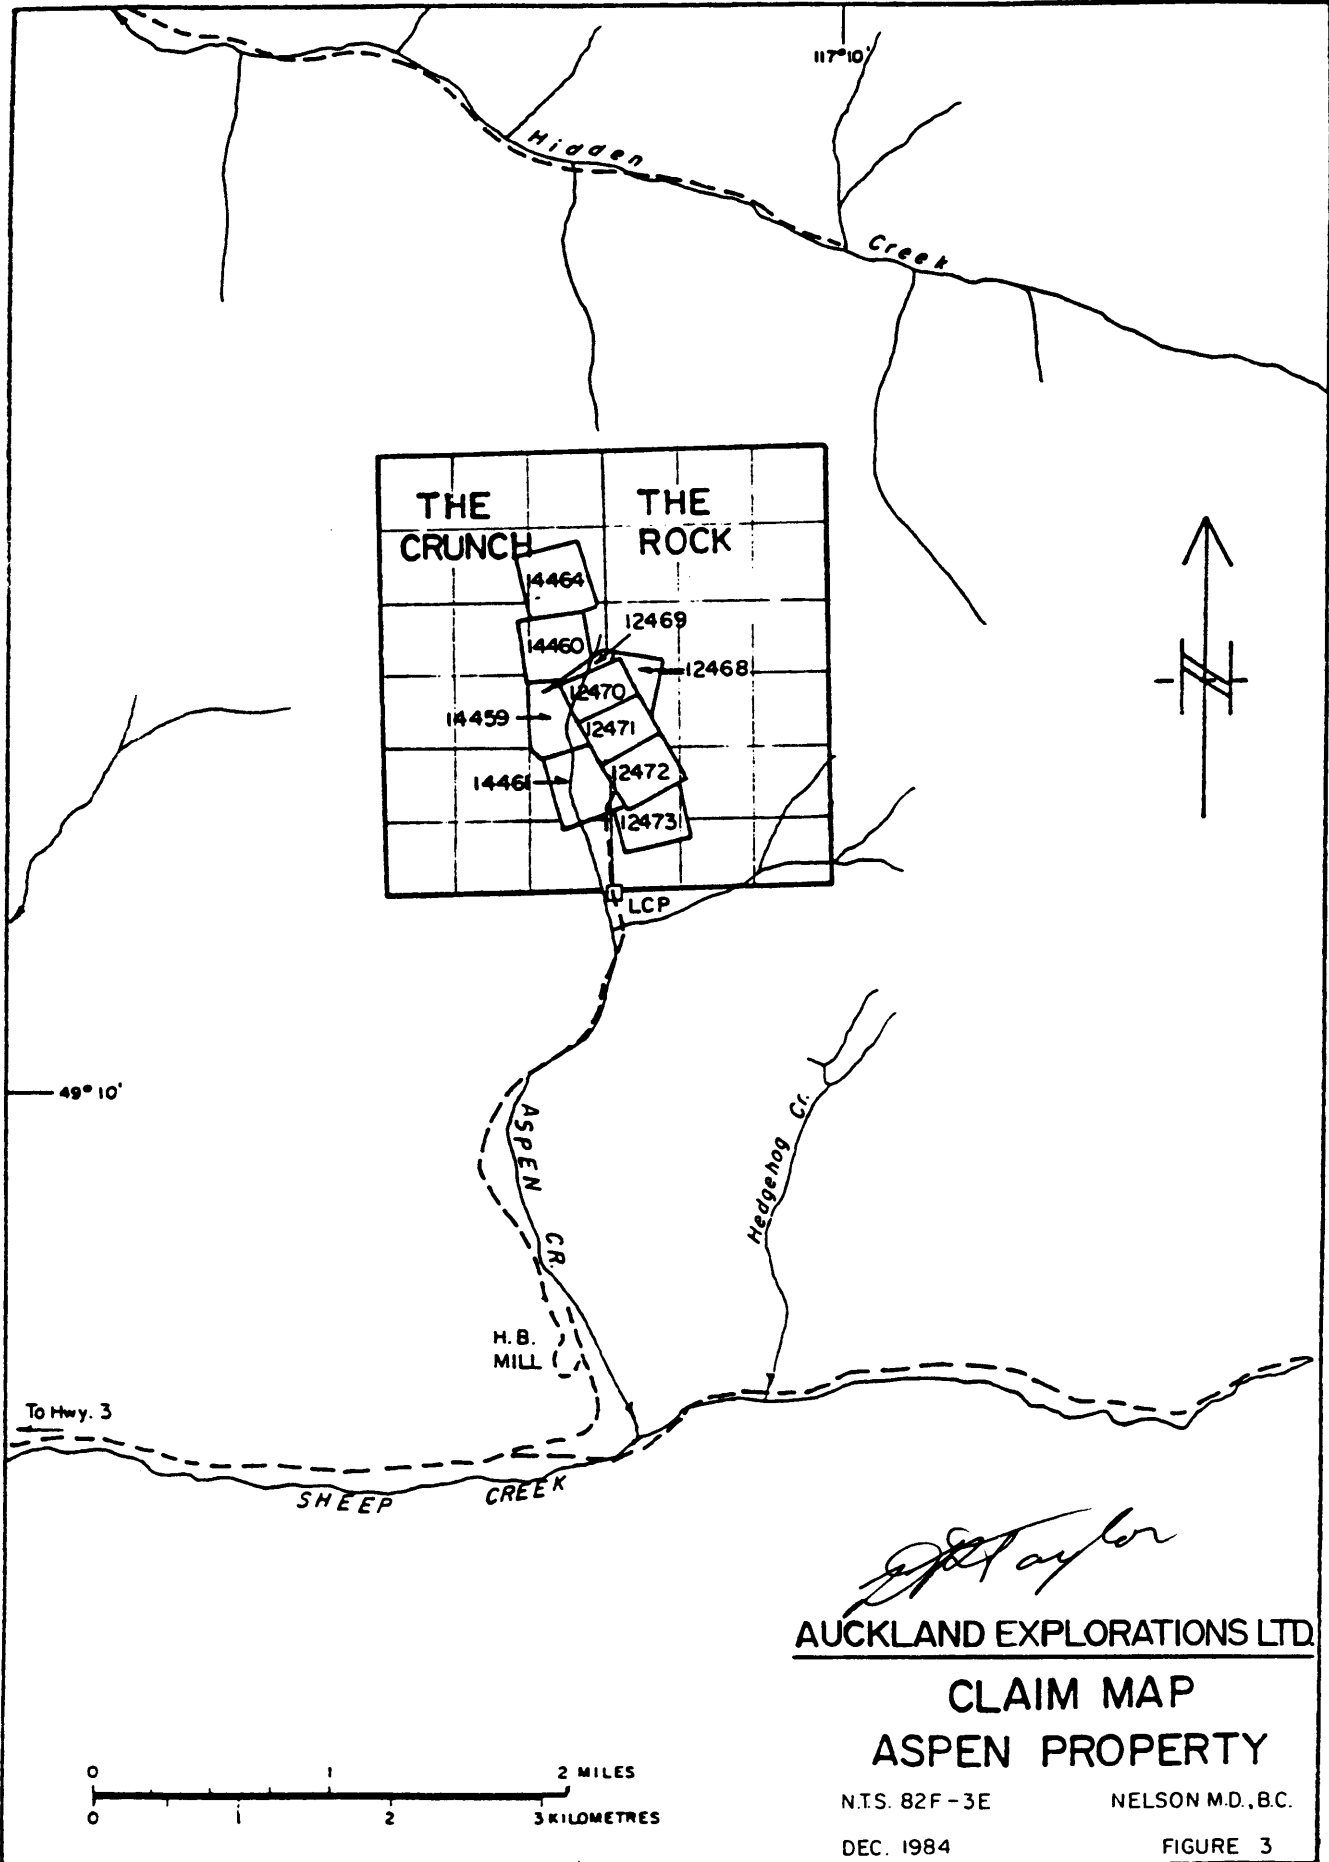 117°10'
Hidden
Creek
THE
CRUNCH
THE
ROCK
14464
12469
14460
12468
12470
14459
12471
12472
14461
12473
LCP
49°10'
ASPEN
CR.
Hedgehog Cr.
H.B.
MILL
To Hwy. 3
SHEEP CREEK
Taylor
AUCKLAND EXPLORATIONS LTD.
CLAIM MAP
ASPEN PROPERTY
0 1 2 MILES
0 1 2 3 KILOMETRES
N.T.S. 82F-3E NELSON M.D., B.C.
DEC. 1984 FIGURE 3